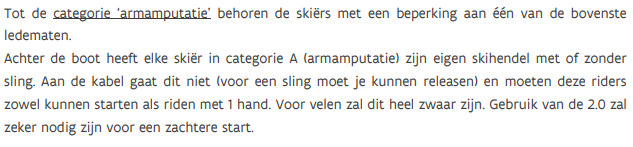 Tot de categorie ‘armamputatie’ behoren de skiërs met een beperking aan één van de bovenste
ledematen.
Achter de boot heeft elke skiër in categorie A (armamputatie) zijn eigen skihendel met of zonder
sling. Aan de kabel gaat dit niet (voor een sling moet je kunnen releasen) en moeten deze riders
zowel kunnen starten als riden met 1 hand. Voor velen zal dit heel zwaar zijn. Gebruik van de 2.0 zal
zeker nodig zijn voor een zachtere start.